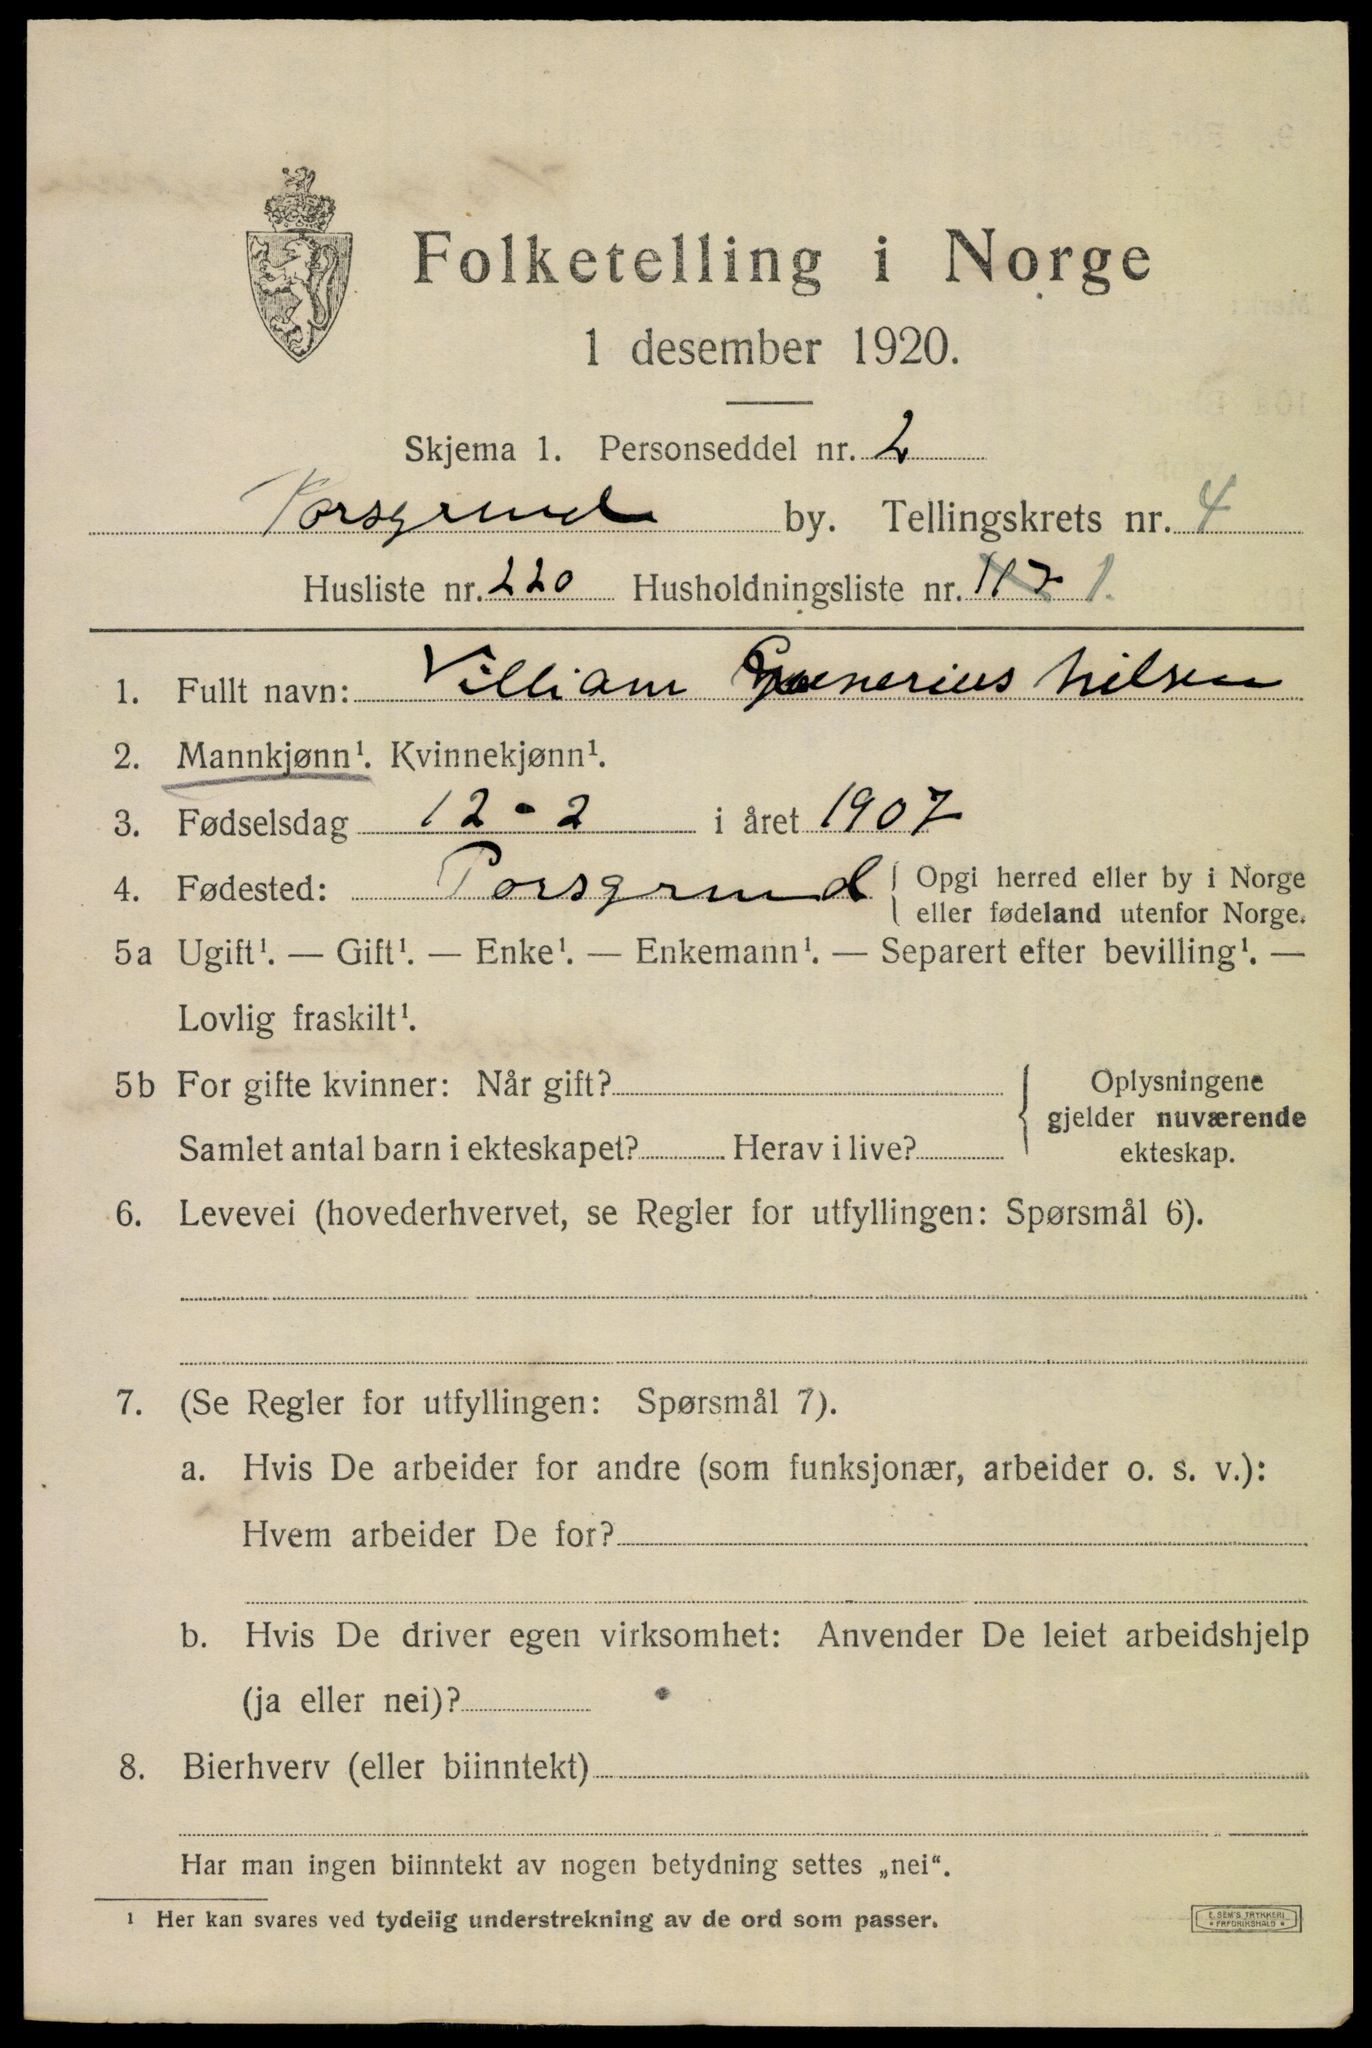 Folketelling i Norge
1 desember 1920.
Skjema 1. Personseddel nr. 2
Porsgrund by. Tellingskrets nr. 4
Husliste nr. 220 Husholdningsliste nr. 117 1.
1. Fullt navn: Villiam Nilsen
2. Mannkjønn¹. Kvinnekjønn¹.
3. Fødselsdag 12-2 i året 1907
4. Fødested: Porsgrund { Opgi herred eller by i Norge
eller fødeland utenfor Norge.
5a Ugift¹. — Gift¹. — Enke¹. — Enkemann¹. — Separert efter bevilling¹. —
Lovlig fraskilt¹.
5b For gifte kvinner: Når gift?
Samlet antal barn i ekteskapet? Herav i live?
} Oplysningene
gjelder nuværende
ekteskap.
6. Levevei (hovederhvervet, se Regler for utfyllingen: Spørsmål 6).
7. (Se Regler for utfyllingen: Spørsmål 7).
a. Hvis De arbeider for andre (som funksjonær, arbeider o. s. v.):
Hvem arbeider De for?
b. Hvis De driver egen virksomhet: Anvender De leiet arbeidshjelp
(ja eller nei)?
8. Bierhverv (eller biinntekt)
Har man ingen biinntekt av nogen betydning settes „nei“.
¹ Her kan svares ved tydelig understrekning av de ord som passer.
E. SEM'S TRYKKERI
* FREDRIKSHALD *